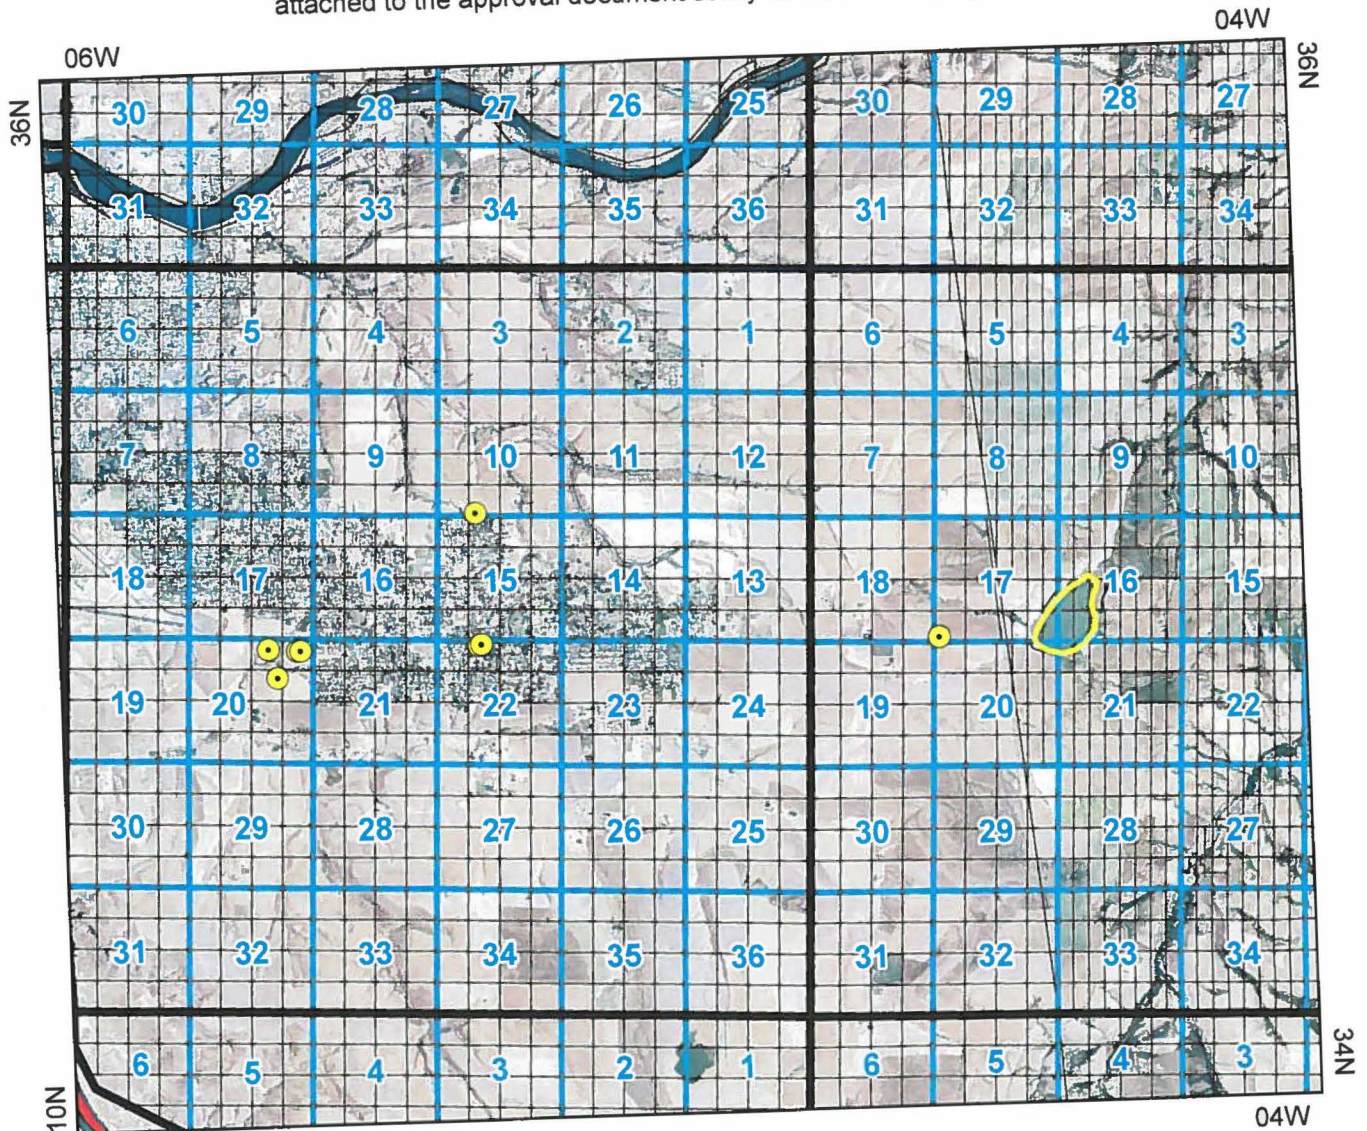 attached to the approval document
04W
06W
36N
36N
30 29 28 27 26 25 30 29 28 27
31 32 33 34 35 36 31 32 33 34
6 5 4 3 2 1 6 5 4 3
7 8 9 10 11 12 7 8 9 10
18 17 16 15 14 13 18 17 16 15
19 20 21 22 23 24 19 20 21 22
30 29 28 27 26 25 30 29 28 27
31 32 33 34 35 36 31 32 33 34
6 5 4 3 2 1 6 5 4 3
34N
10N
04W